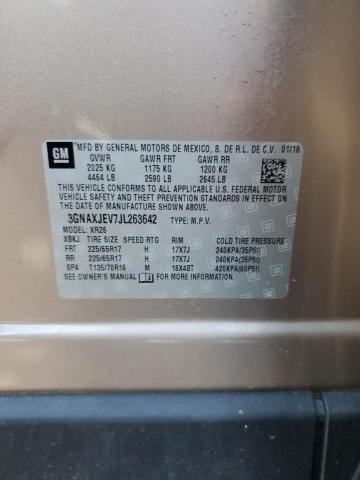 GM
MFD BY GENERAL MOTORS DE MEXICO, S. DE R.L. DE C.V. 01/18
GVWR GAWR FRT GAWR RR
2025 KG 1175 KG 1200 KG
4464 LB 2590 LB 2645 LB
THIS VEHICLE CONFORMS TO ALL APPLICABLE U.S. FEDERAL MOTOR
VEHICLE SAFETY, BUMPER, AND THEFT PREVENTION STANDARDS IN
EFFECT ON THE DATE OF MANUFACTURE SHOWN ABOVE.
3GNAXJEV7JL263642 TYPE: M.P.V.
MODEL: XR26
XBKJ TIRE SIZE SPEED RTG RIM COLD TIRE PRESSURE
FRT 225/65R17 H 17X7J 240KPA(35PSI)
RR 225/65R17 H 17X7J 240KPA(35PSI)
SPA T135/70R16 M 16X4BT 420KPA(60PSI)
SEE OWNER'S MANUAL FOR ADDITIONAL INFORMATION.